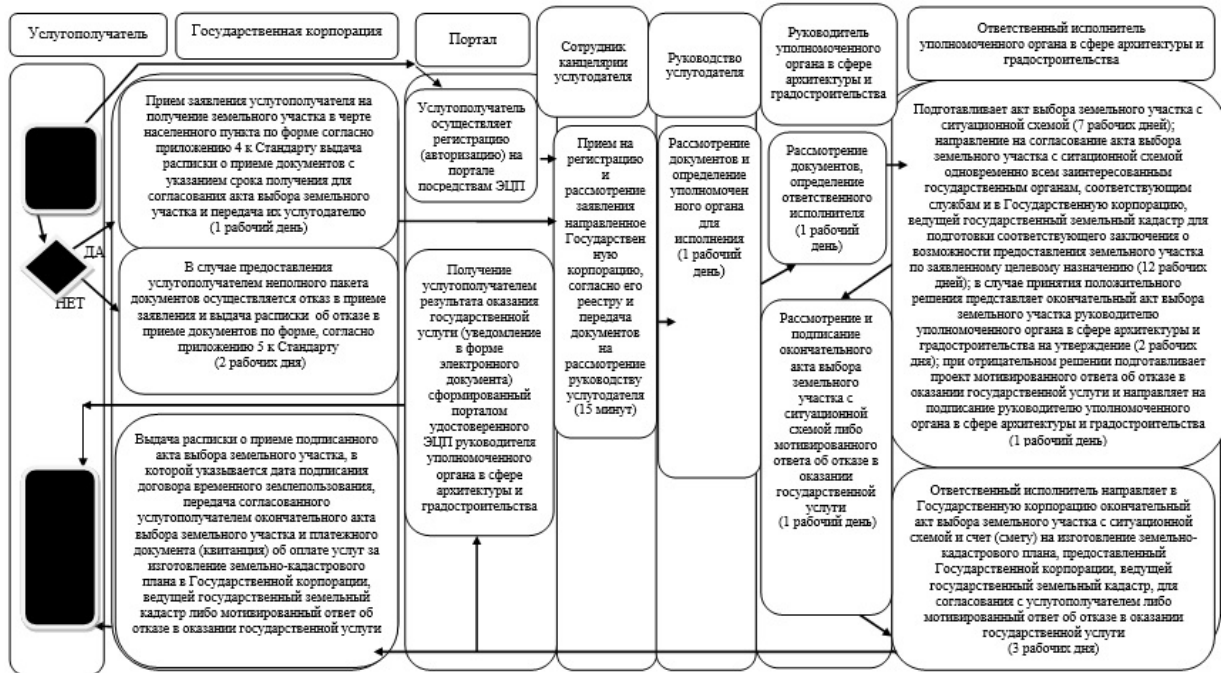 Услугополучатель
Государственная корпорация
Портал
Сотрудник
канцелярии
услугодателя
Руководство
услугодателя
Руководитель
уполномоченного
органа в сфере
архитектуры и
градостроительства
Ответственный исполнитель
уполномоченного органа в сфере архитектуры и
градостроительства
ДА
НЕТ
Прием заявления услугополучателя на
получение земельного участка в черте
населенного пункта по форме согласно
приложению 4 к Стандарту выдача
расписки о приеме документов с
указанием срока получения для
согласования акта выбора земельного
участка и передача их услугодателю
(1 рабочий день)
В случае предоставления
услугополучателем неполного пакета
документов осуществляется отказ в приеме
заявления и выдача расписки об отказе в
приеме документов по форме, согласно
приложению 5 к Стандарту
(2 рабочих дня)
Выдача расписки о приеме подписанного
акта выбора земельного участка, в
которой указывается дата подписания
договора временного землепользования,
передача согласованного
услугополучателем окончательного акта
выбора земельного участка и платежного
документа (квитанция) об оплате услуг за
изготовление земельно-кадастрового
плана в Государственной корпорации,
ведущей государственный земельный
кадастр либо мотивированный ответ об
отказе в оказании государственной услуги
Услугополучатель
осуществляет
регистрацию
(авторизацию) на
портале
посредствам ЭЦП
Получение
услугополучателем
результата оказания
государственной
услуги (уведомление
в форме
электронного
документа)
сформированный
порталом
удостоверенного
ЭЦП руководителя
уполномоченного
органа в сфере
архитектуры и
градостроительства
Прием на
регистрацию
и
рассмотрение
заявления
направленное
Государствен
ную
корпорацию,
согласно его
реестру и
передача
документов
на
рассмотрение
руководству
услугодателя
(15 минут)
Рассмотрение
документов и
определение
уполномочен
ного органа
для
исполнения
(1 рабочий
день)
Рассмотрение
документов,
определение
ответственного
исполнителя
(1 рабочий
день)
Рассмотрение и
подписание
окончательного
акта выбора
земельного
участка с
ситуационной
схемой либо
мотивированного
ответа об отказе в
оказании
государственной
услуги
(1 рабочий день)
Подготавливает акт выбора земельного участка с
ситуационной схемой (7 рабочих дней);
направление на согласование акта выбора
земельного участка с ситационной схемой
одновременно всем заинтересованным
государственным органам, соответствующим
службам и в Государственную корпорацию,
ведущей государственный земельный кадастр для
подготовки соответствующего заключения о
возможности предоставления земельного участка
по заявленному целевому назначению (12 рабочих
дней); в случае принятия положительного
решения представляет окончательный акт выбора
земельного участка руководителю
уполномоченного органа в сфере архитектуры и
градостроительства на утверждение (2 рабочих
дня); при отрицательном решении подготавливает
проект мотивированного ответа об отказе в
оказании государственной услуги и направляет на
подписание руководителю уполномоченного
органа в сфере архитектуры и градостроительства
(1 рабочий день)
Ответственный исполнитель направляет в
Государственную корпорацию окончательный
акт выбора земельного участка с ситуационной
схемой и счет (смету) на изготовление земельно-
кадастрового плана, предоставленный
Государственной корпорации, ведущей
государственный земельный кадастр, для
согласования с услугополучателем либо
мотивированный ответ об отказе в оказании
государственной услуги
(3 рабочих дня)